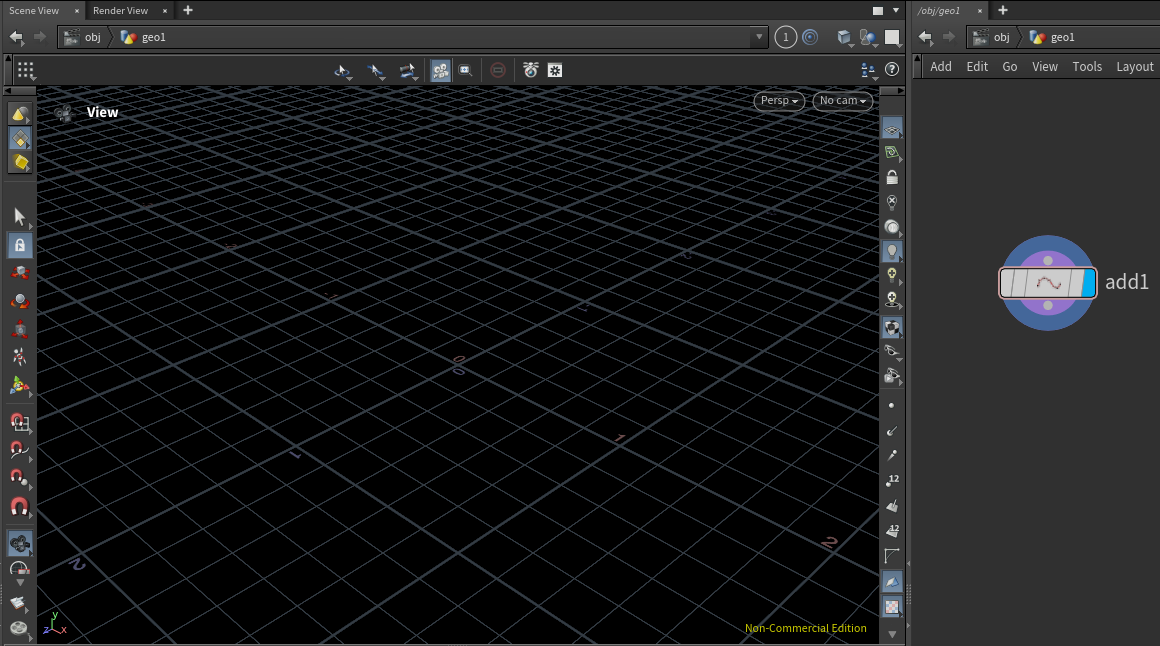 Scene View × Render View × +
/obj/geo1 × +
obj geo1
1
obj geo1
Add Edit Go View Tools Layout
View
Persp No cam
0
0
1
1
2
2
12
12
add1
y
z x
Non-Commercial Edition